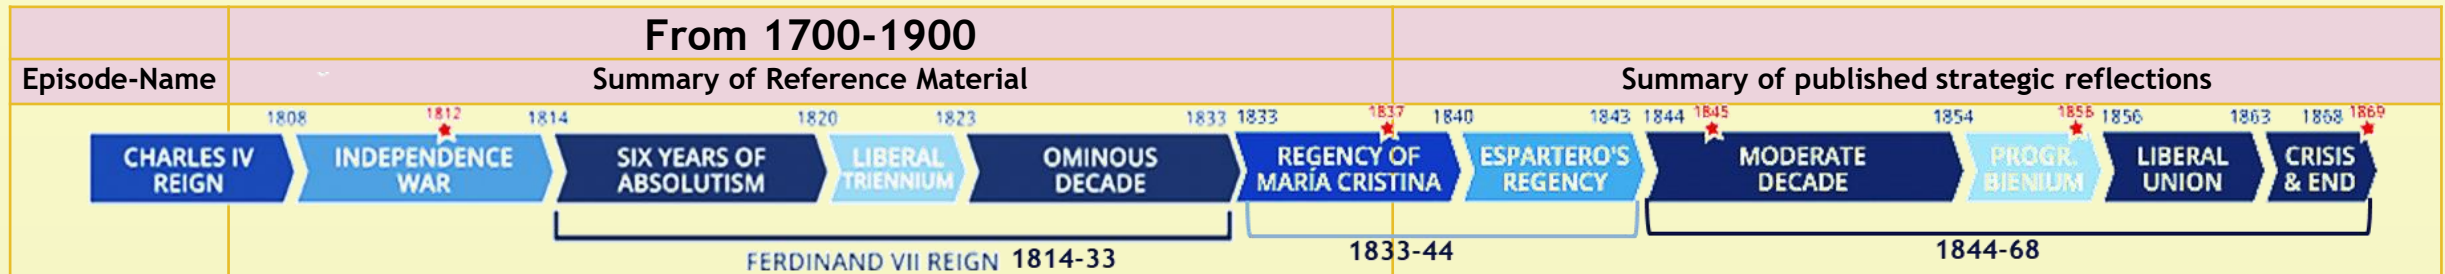 From 1700-1900
Episode-Name
Summary of Reference Material
Summary of published strategic reflections
1808
1812
1814
1820
1823
1833
1833
1837
1840
1843
1844
1845
1854
1856
1856
1863
1868
1869
CHARLES IV
REIGN
INDEPENDENCE
WAR
SIX YEARS OF
ABSOLUTISM
LIBERAL
TRIENNIUM
OMINOUS
DECADE
REGENCY OF
MARÍA CRISTINA
ESPARTERO'S
REGENCY
MODERATE
DECADE
PROGR.
BIENIUM
LIBERAL
UNION
CRISIS
& END
FERDINAND VII REIGN 1814-33
1833-44
1844-68